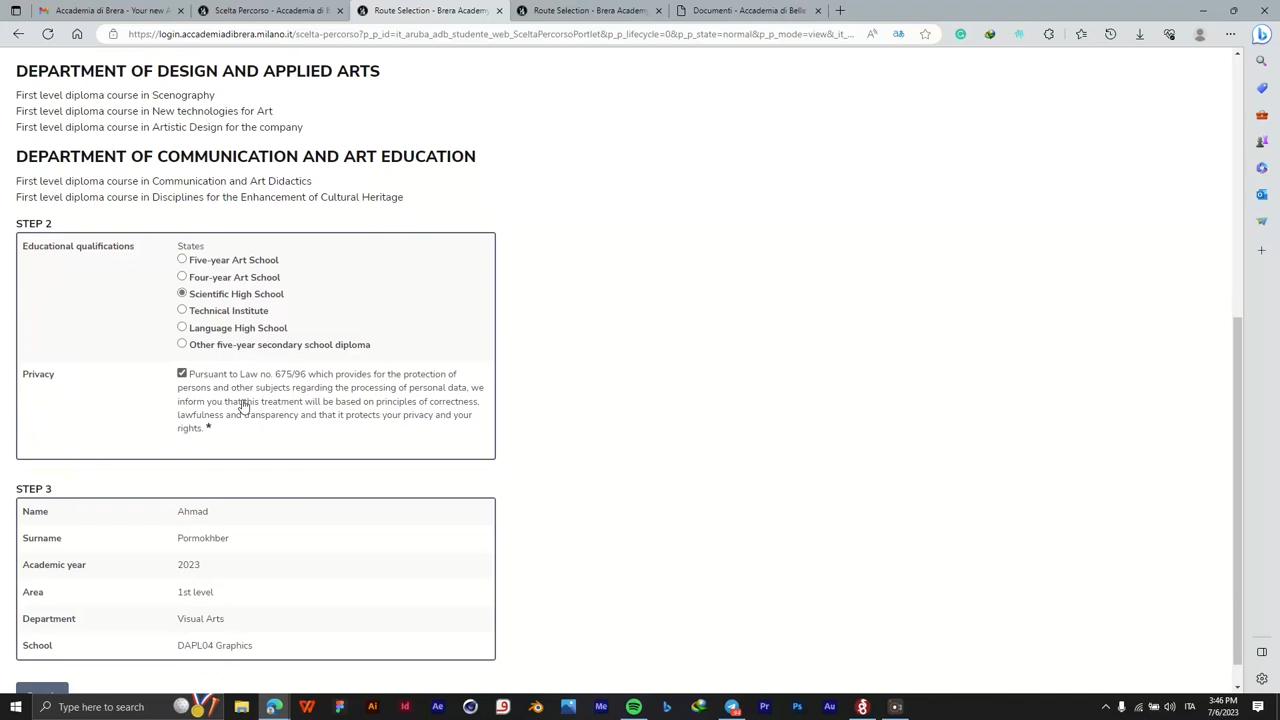 Accademia di Brera - Your new A
Scelta Percorso - Accademia di B
Route Selection - Brera Academy
Route Selection - Brera Academy
Documenti - Accademia di Belle
https://login.accademiadibrera.milano.it/scelta-percorso?p_p_id=it_aruba_adb_studente_web_SceltaPercorsoPortlet&p_p_lifecycle=0&p_p_state=normal&p_p_mode=view&_it_...
DEPARTMENT OF DESIGN AND APPLIED ARTS
First level diploma course in Scenography
First level diploma course in New technologies for Art
First level diploma course in Artistic Design for the company
DEPARTMENT OF COMMUNICATION AND ART EDUCATION
First level diploma course in Communication and Art Didactics
First level diploma course in Disciplines for the Enhancement of Cultural Heritage
STEP 2
Educational qualifications
States
Five-year Art School
Four-year Art School
Scientific High School
Technical Institute
Language High School
Other five-year secondary school diploma
Privacy
Pursuant to Law no. 675/96 which provides for the protection of
persons and other subjects regarding the processing of personal data, we
inform you that this treatment will be based on principles of correctness,
lawfulness and transparency and that it protects your privacy and your
rights. *
STEP 3
Name Ahmad
Surname Pormokhber
Academic year 2023
Area 1st level
Department Visual Arts
School DAPL04 Graphics
Type here to search
ITA
3:46 PM
7/6/2023